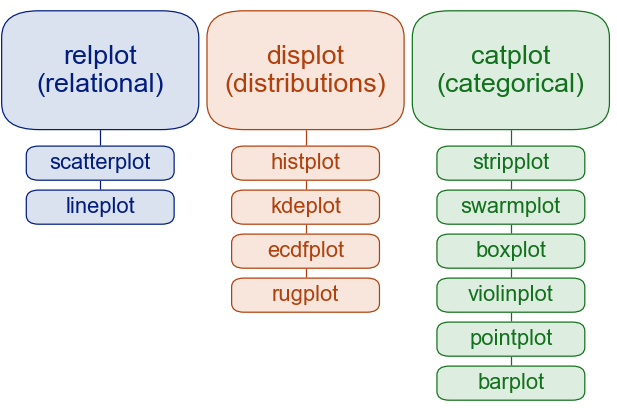 relplot
(relational)
scatterplot
lineplot
displot
(distributions)
histplot
kdeplot
ecdfplot
rugplot
catplot
(categorical)
stripplot
swarmplot
boxplot
violinplot
pointplot
barplot